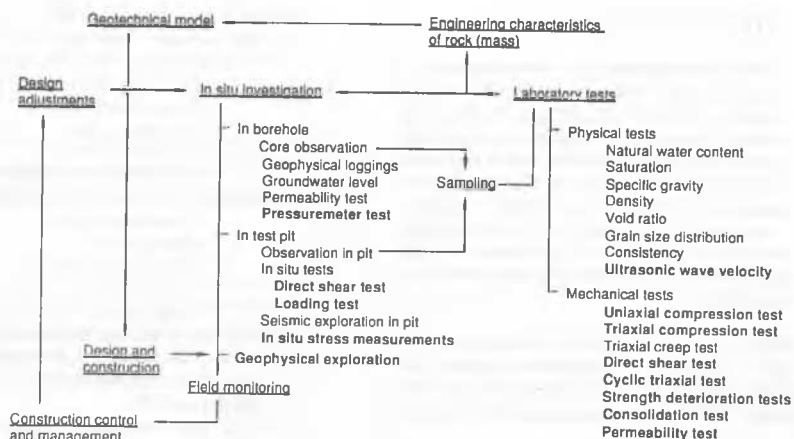 Geotechnical model
Engineering characteristics
of rock (mass)
Design
adjustments
In situ investigation
Laboratory tests
In borehole
Core observation
Geophysical loggings
Groundwater level
Permeability test
Pressuremeter test
Sampling
In test pit
Observation in pit
In situ tests
Direct shear test
Loading test
Seismic exploration in pit
In situ stress measurements
Geophysical exploration
Physical tests
Natural water content
Saturation
Specific gravity
Density
Void ratio
Grain size distribution
Consistency
Ultrasonic wave velocity
Mechanical tests
Uniaxial compression test
Triaxial compression test
Triaxial creep test
Direct shear test
Cyclic triaxial test
Strength deterioration tests
Consolidation test
Permeability test
Design and
construction
Field monitoring
Construction control
and management